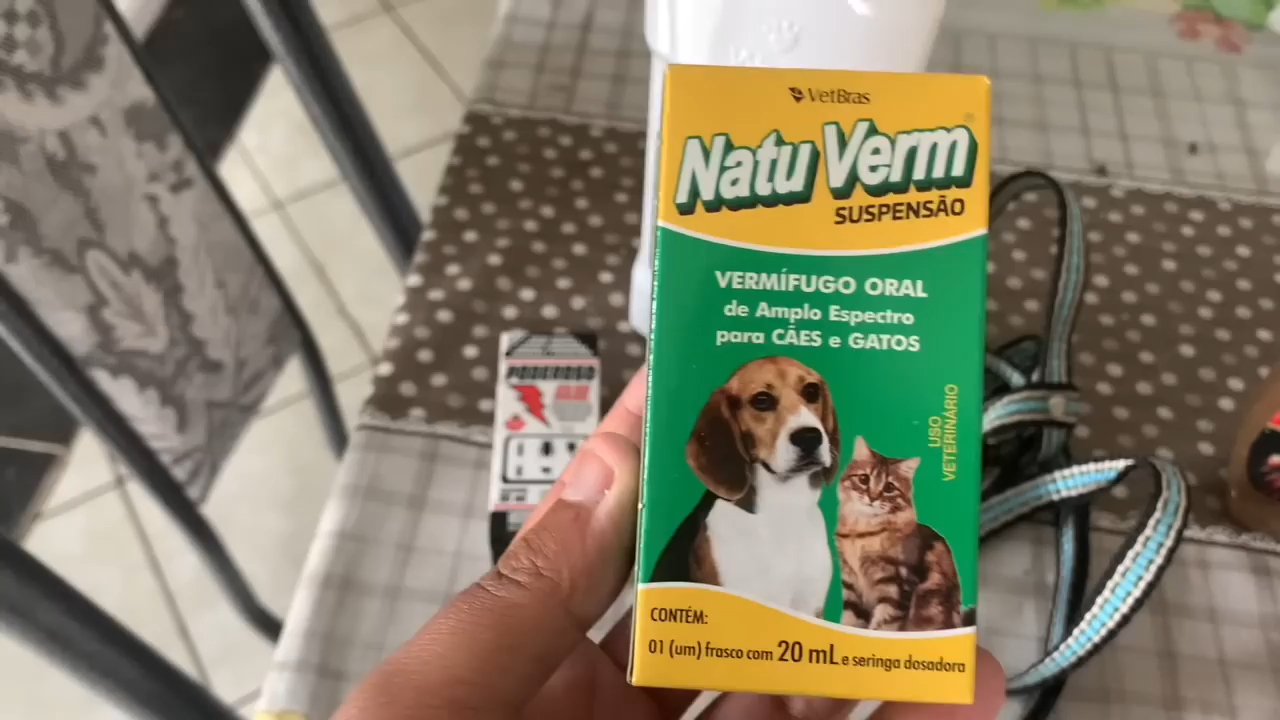 VetBras
Natu Verm
SUSPENSÃO
VERMÍFUGO ORAL
de Amplo Espectro
para CÃES e GATOS
USO
VETERINÁRIO
CONTÉM:
01 (um) frasco com 20 mL e seringa dosadora
PODEROSO